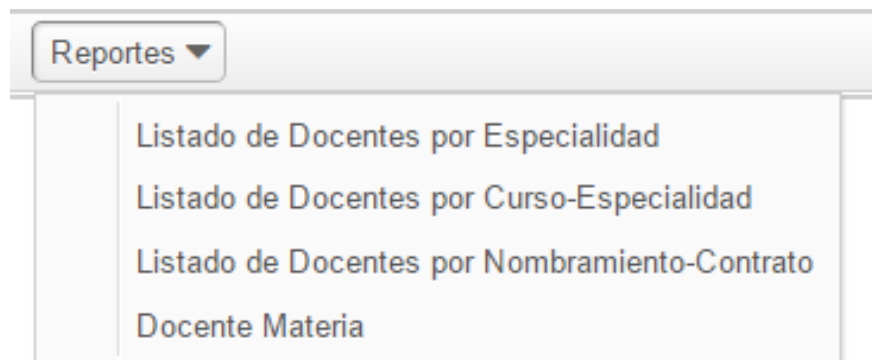 Reportes
Listado de Docentes por Especialidad
Listado de Docentes por Curso-Especialidad
Listado de Docentes por Nombramiento-Contrato
Docente Materia